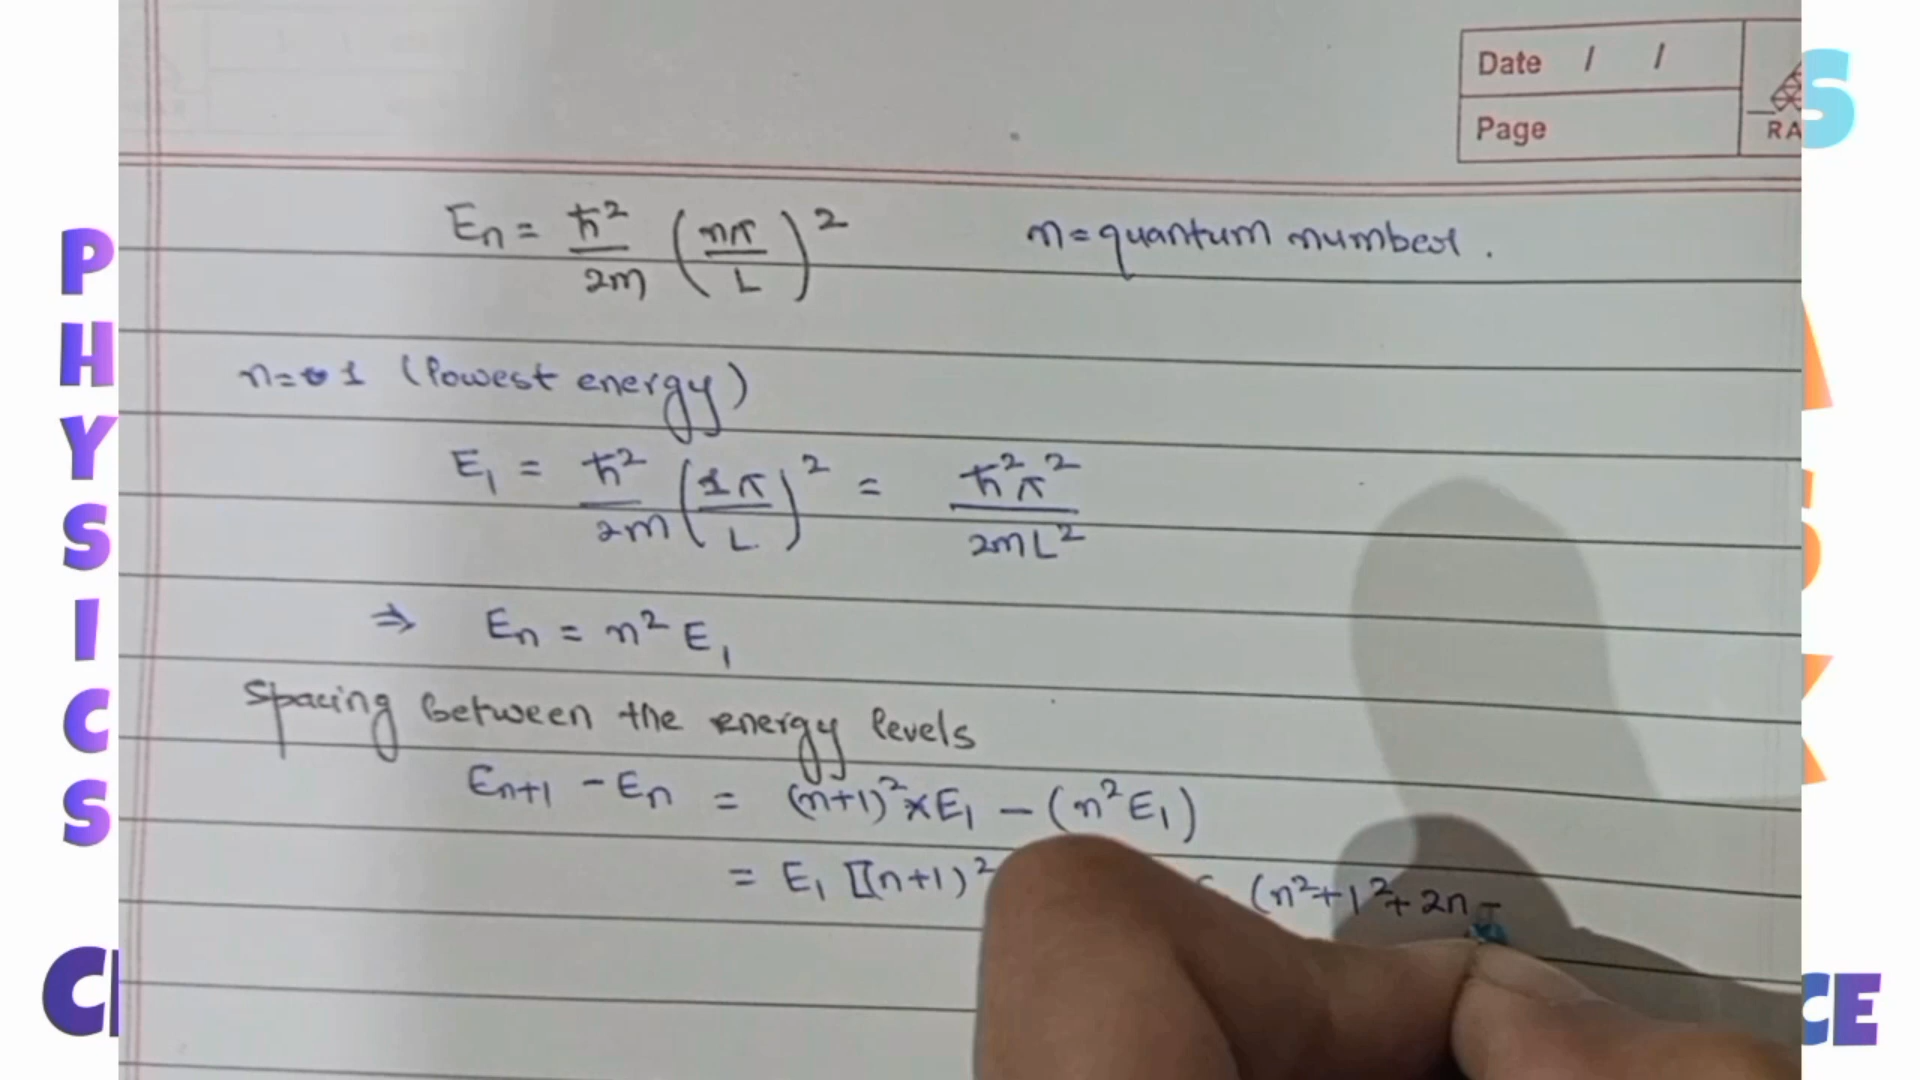 Date / /
Page
RA
S
PHYSICS
CE
Eₙ = ħ²/2m (nπ/L)² n = quantum number.
n = 1 (lowest energy)
E₁ = ħ²/2m (1π/L)² = ħ²π²/2mL²
⇒ Eₙ = n² E₁
Spacing between the energy levels
Eₙ₊₁ - Eₙ = (n+1)² × E₁ - (n² E₁)
= E₁ [(n+1)² (n²+1²+2n -